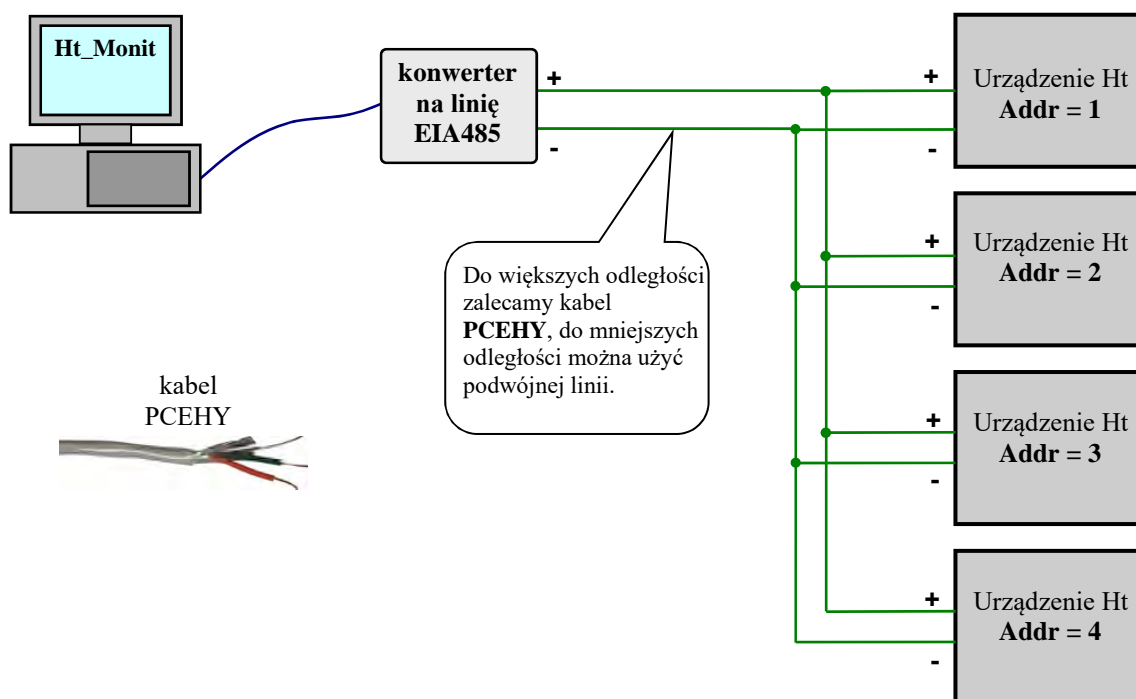 Ht_Monit
konwerter
na linię
EIA485
+
-
+
Urządzenie Ht
Addr = 1
-
+
Urządzenie Ht
Addr = 2
-
Do większych odległości
zalecamy kabel
PCEHY, do mniejszych
odległości można użyć
podwójnej linii.
kabel
PCEHY
+
Urządzenie Ht
Addr = 3
-
+
Urządzenie Ht
Addr = 4
-